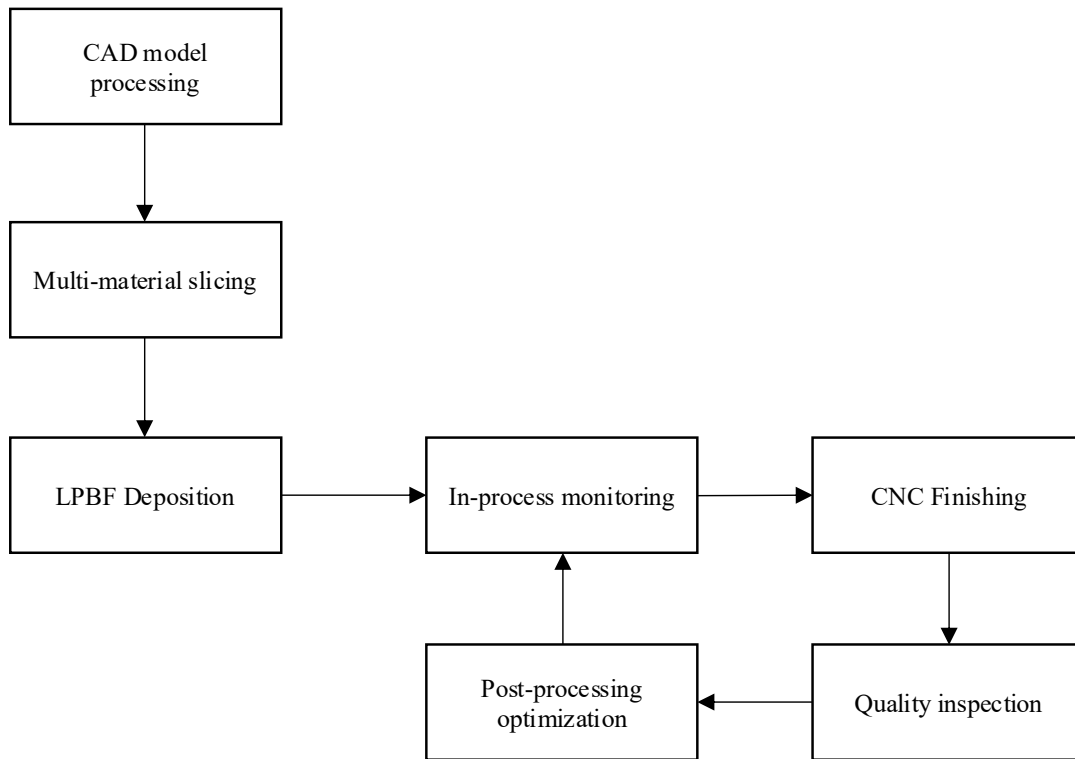 CAD model
processing
Multi-material slicing
LPBF Deposition
In-process monitoring
CNC Finishing
Post-processing
optimization
Quality inspection